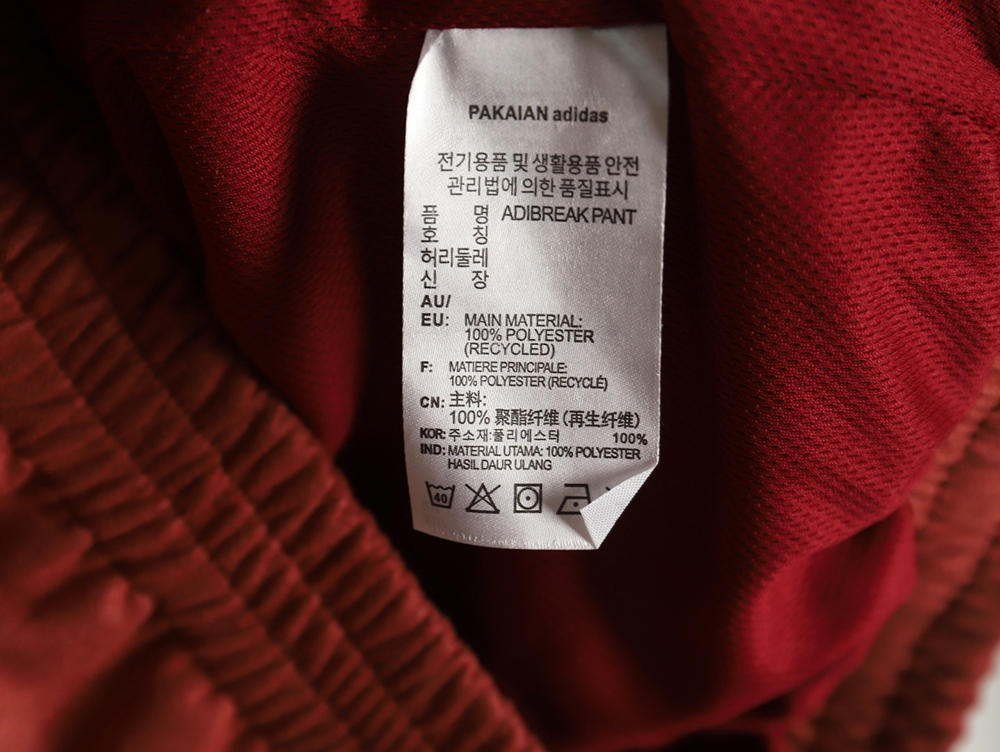 PAKAIAN adidas
전기용품 및 생활용품 안전
관리법에 의한 품질표시
품 명 ADIBREAK PANT
호 칭
허리둘레
신 장
AU/
EU: MAIN MATERIAL:
100% POLYESTER
(RECYCLED)
F: MATIERE PRINCIPALE:
100% POLYESTER (RECYCLÉ)
CN: 主料:
100% 聚酯纤维 (再生纤维)
KOR: 주소재:폴리에스터 100%
IND: MATERIAL UTAMA: 100% POLYESTER
HASIL DAUR ULANG
40